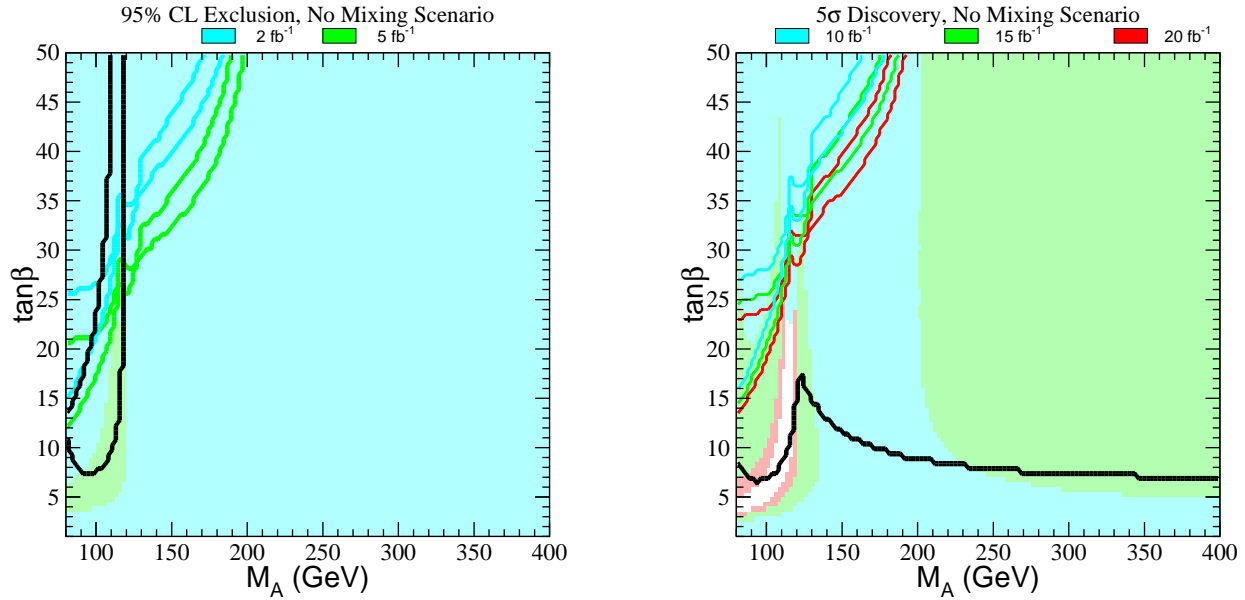 95% CL Exclusion, No Mixing Scenario
2 fb⁻¹ 5 fb⁻¹
50
45
40
35
30
25
20
15
10
5
tanβ
100 150 200 250 300 350 400
M_A (GeV)
5σ Discovery, No Mixing Scenario
10 fb⁻¹ 15 fb⁻¹ 20 fb⁻¹
50
45
40
35
30
25
20
15
10
5
tanβ
100 150 200 250 300 350 400
M_A (GeV)